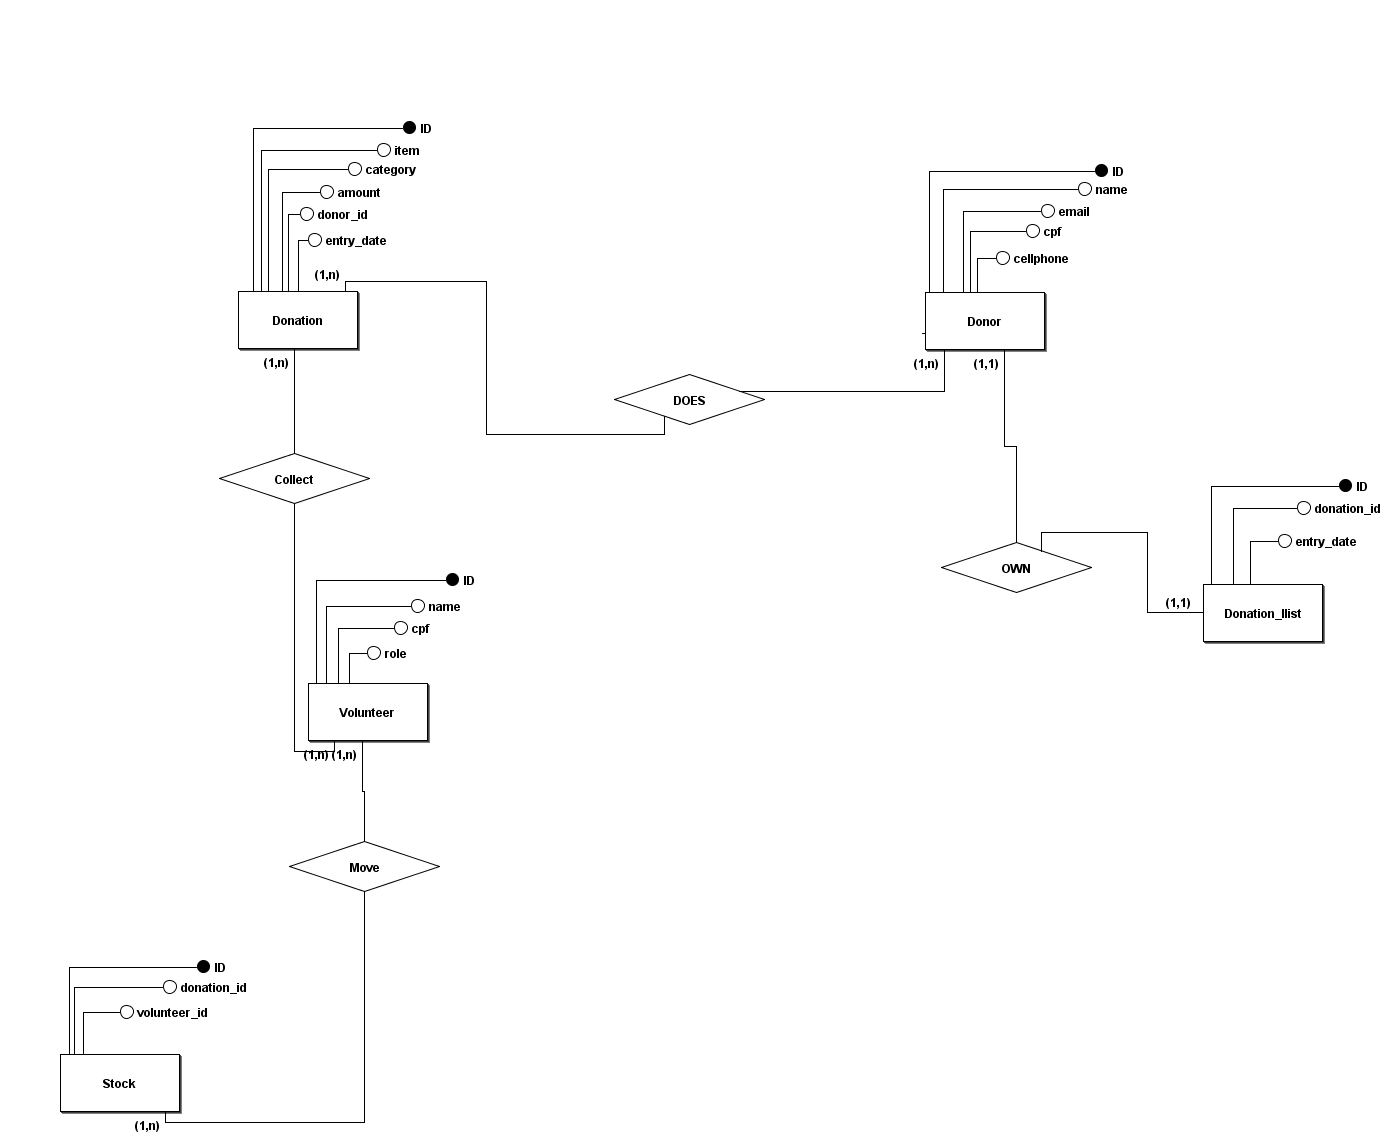 ID
item
category
amount
donor_id
entry_date
(1,n)
Donation
(1,n)
ID
name
email
cpf
cellphone
Donor
(1,n)
(1,1)
DOES
Collect
ID
donation_id
entry_date
OWN
(1,1)
Donation_llist
ID
name
cpf
role
Volunteer
(1,n)
(1,n)
Move
ID
donation_id
volunteer_id
Stock
(1,n)